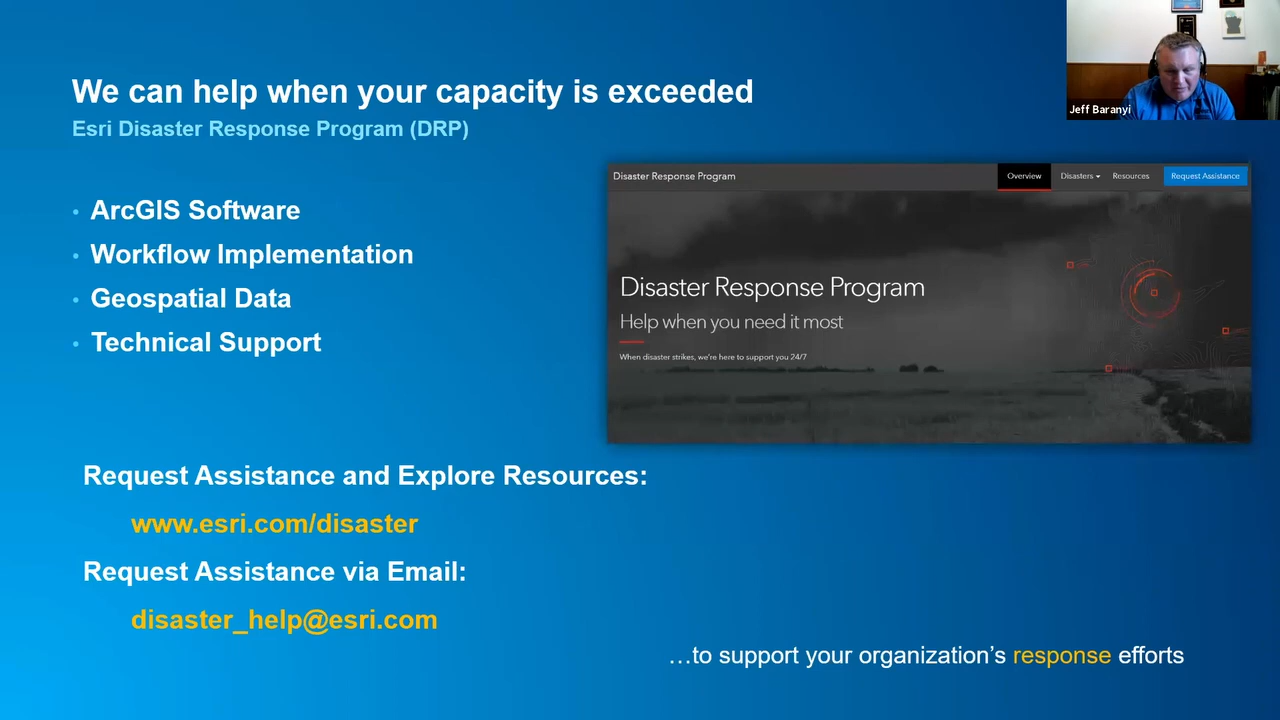 We can help when your capacity is exceeded
Esri Disaster Response Program (DRP)
Jeff Baranyi
• ArcGIS Software
• Workflow Implementation
• Geospatial Data
• Technical Support
Disaster Response Program
Overview
Disasters
Resources
Request Assistance
Disaster Response Program
Help when you need it most
When disaster strikes, we're here to support you 24/7
Request Assistance and Explore Resources:
www.esri.com/disaster
Request Assistance via Email:
disaster_help@esri.com
…to support your organization’s response efforts